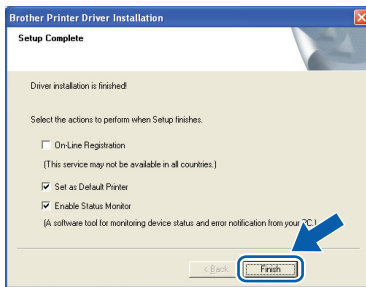 Brother Printer Driver Installation
Setup Complete
Driver installation is finished!
Select the actions to perform when Setup finishes.
On-Line Registration
(This service may not be available in all countries.)
Set as Default Printer
Enable Status Monitor
(A software tool for monitoring device status and error notification from your PC.)
< Back
Finish